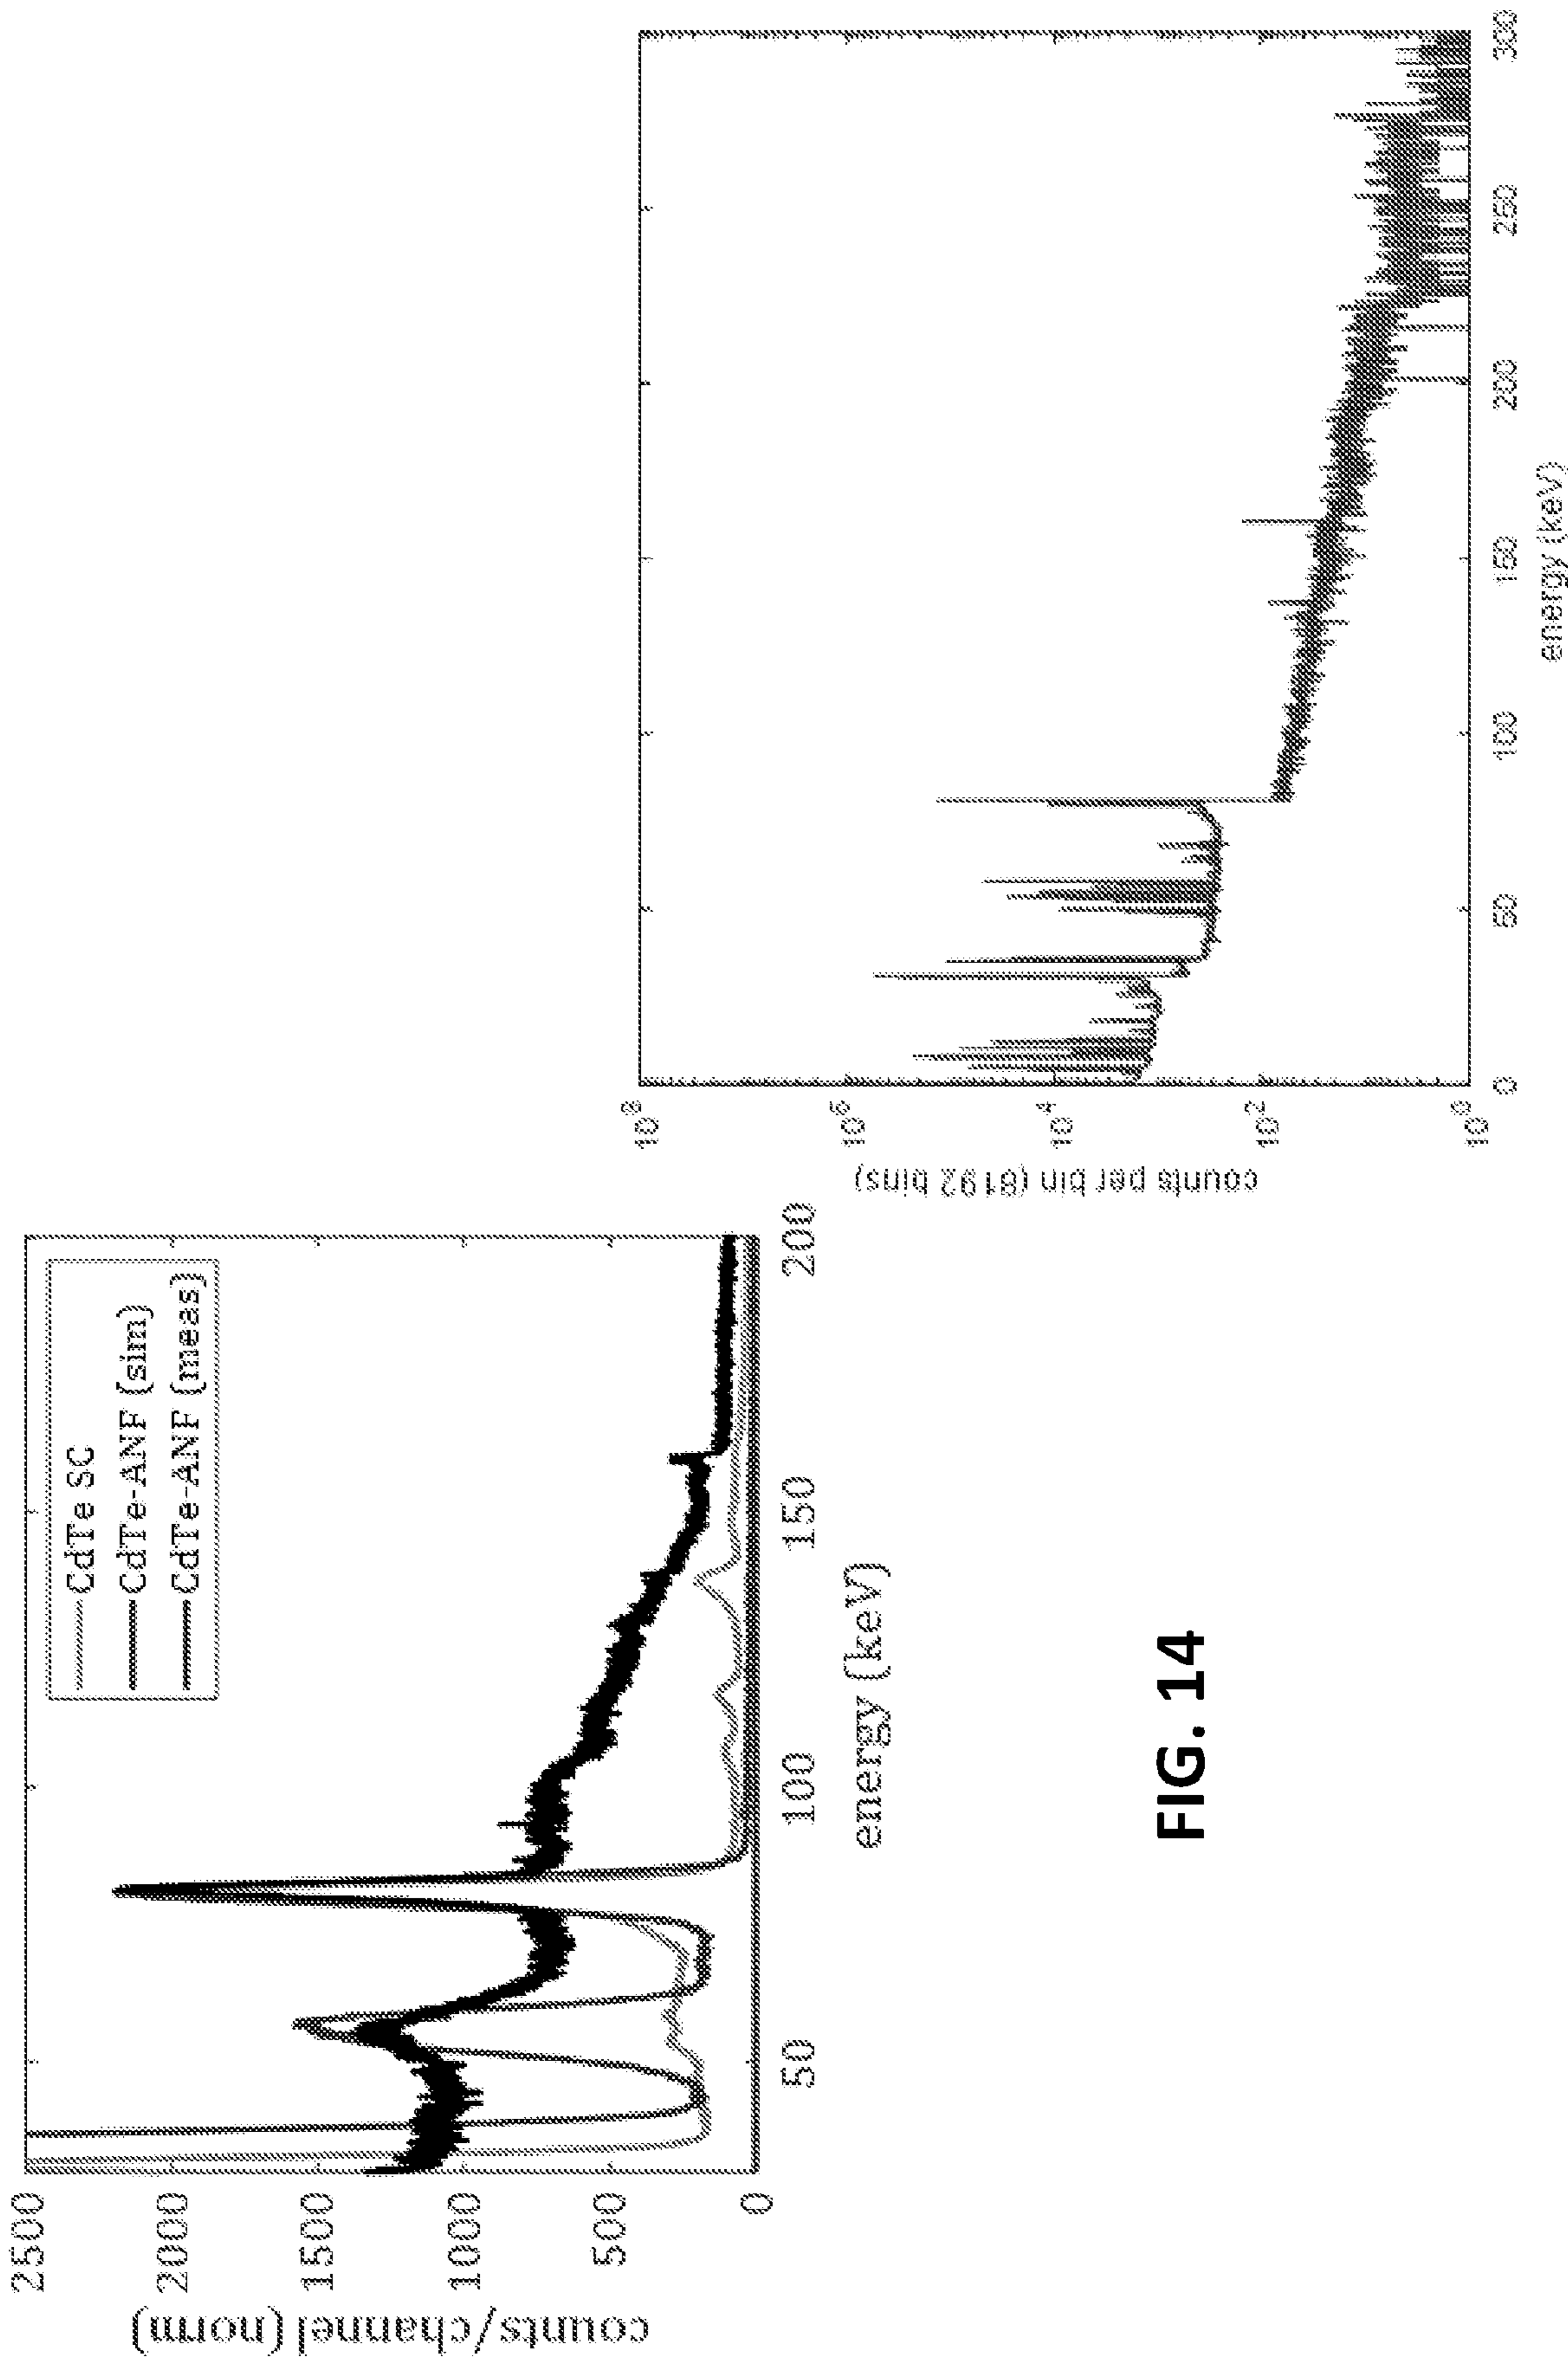 2500
2000
1500
1000
500
0
counts/channel (norm)
50
100
150
200
energy (keV)
CdTe SC
CdTe-ANF (sim)
CdTe-ANF (meas)
10^8
10^6
10^4
10^2
10^0
counts per bin (8192 bins)
0
50
100
150
200
250
300
energy (keV)
FIG. 14